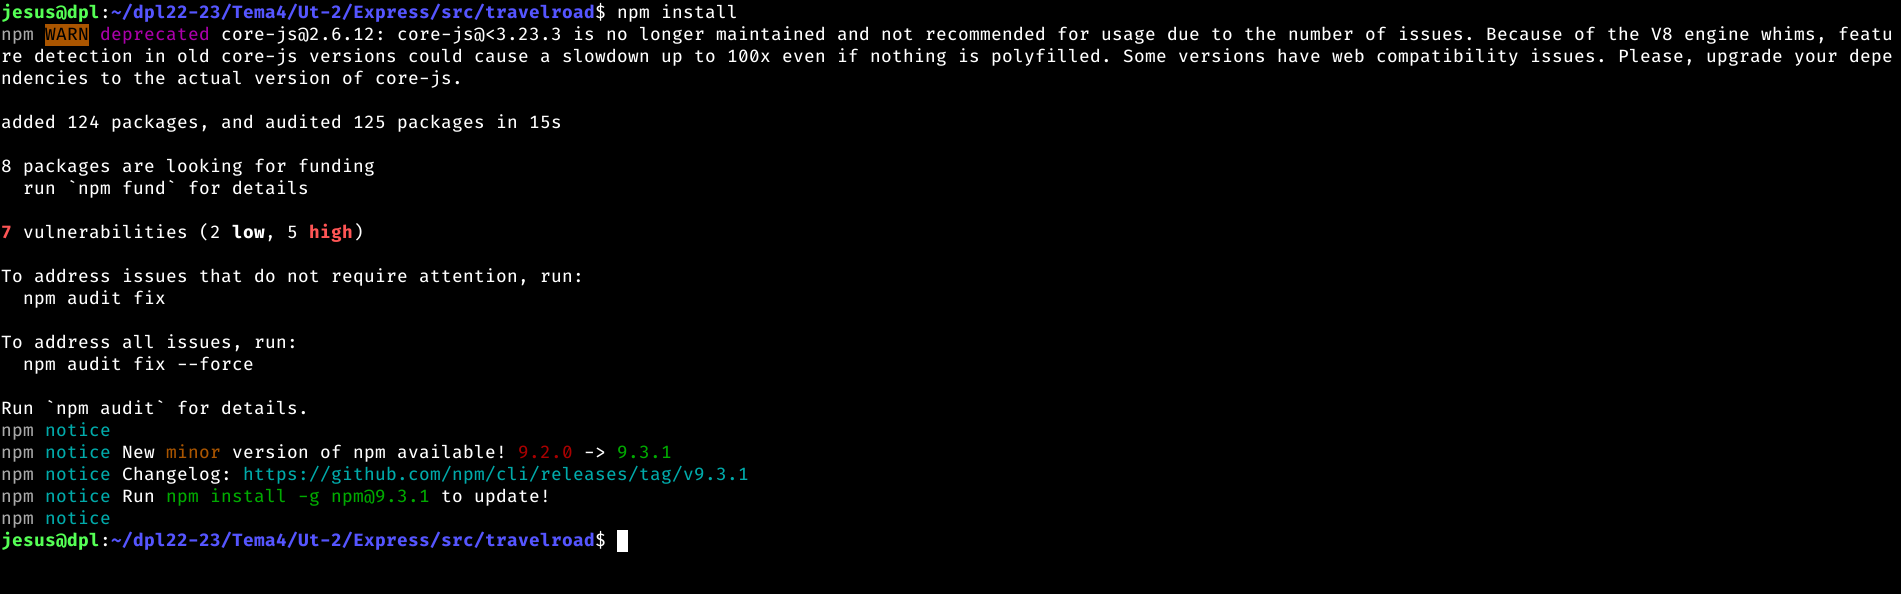 jesus@dpl:~/dpl22-23/Tema4/Ut-2/Express/src/travelroad$ npm install
npm WARN deprecated core-js@2.6.12: core-js@<3.23.3 is no longer maintained and not recommended for usage due to the number of issues. Because of the V8 engine whims, featu
re detection in old core-js versions could cause a slowdown up to 100x even if nothing is polyfilled. Some versions have web compatibility issues. Please, upgrade your depe
ndencies to the actual version of core-js.

added 124 packages, and audited 125 packages in 15s

8 packages are looking for funding
  run `npm fund` for details

7 vulnerabilities (2 low, 5 high)

To address issues that do not require attention, run:
  npm audit fix

To address all issues, run:
  npm audit fix --force

Run `npm audit` for details.
npm notice
npm notice New minor version of npm available! 9.2.0 -> 9.3.1
npm notice Changelog: https://github.com/npm/cli/releases/tag/v9.3.1
npm notice Run npm install -g npm@9.3.1 to update!
npm notice
jesus@dpl:~/dpl22-23/Tema4/Ut-2/Express/src/travelroad$